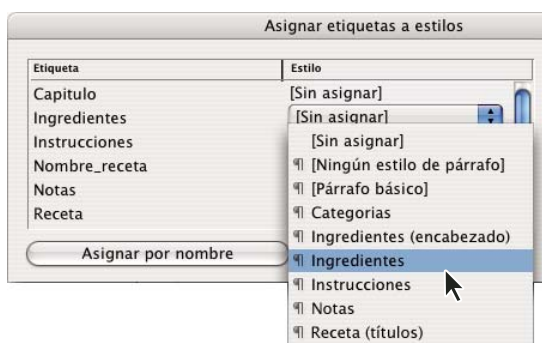 Asignar etiquetas a estilos
Etiqueta Estilo
Capitulo [Sin asignar]
Ingredientes [Sin asignar]
Instrucciones [Sin asignar]
Nombre_receta ¶ [Ningún estilo de párrafo]
Notas ¶ [Párrafo básico]
Receta ¶ Categorias
¶ Ingredientes (encabezado)
Asignar por nombre ¶ Ingredientes
¶ Instrucciones
¶ Notas
¶ Receta (títulos)